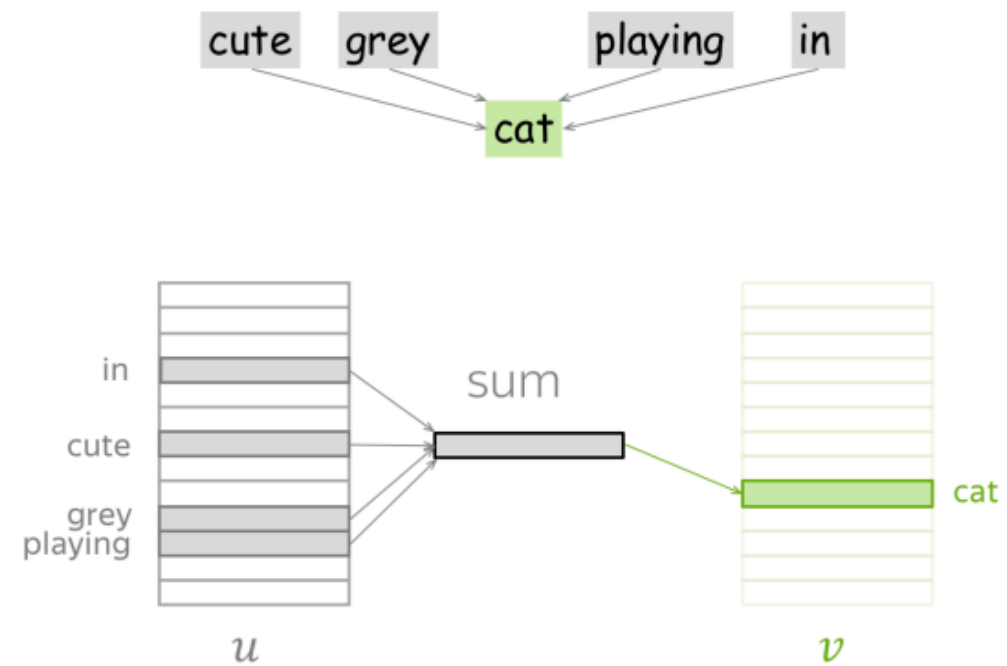 cute grey playing in
cat
in
sum
cute
cat
grey
playing
u
v